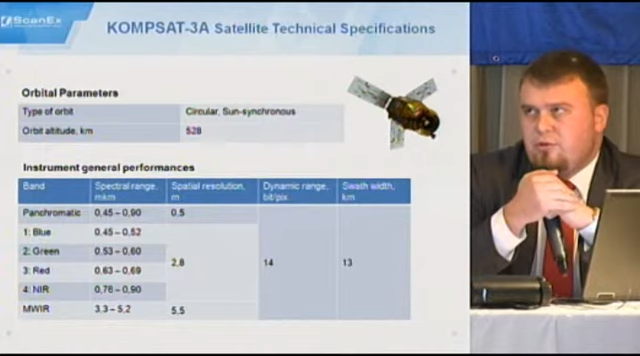 ScanEx
KOMPSAT-3A Satellite Technical Specifications
Orbital Parameters
Type of orbit Circular, Sun-synchronous
Orbit altitude, km 528
Instrument general performances
Band Spectral range, mkm Spatial resolution, m Dynamic range, bit/pix. Swath width, km
Panchromatic 0,45 – 0,90 0.5
1: Blue 0.45 – 0.52
2: Green 0.53 – 0.60
2,8 14 13
3: Red 0,63 – 0,69
4: NIR 0,76 – 0,90
MWIR 3,3 – 5,2 5,5